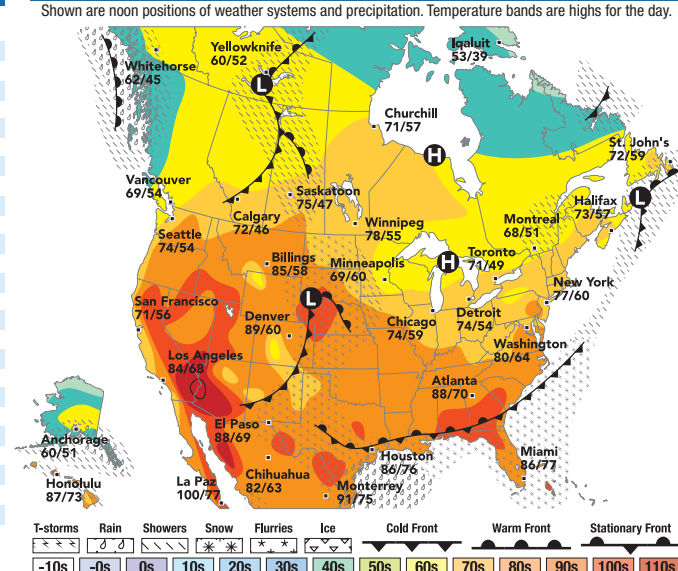 Shown are noon positions of weather systems and precipitation. Temperature bands are highs for the day.
Yellowknife
60/52
Iqaluit
53/39
Whitehorse
62/45
L
Churchill
71/57
H
St. John's
72/59
Vancouver
69/54
Saskatoon
75/47
L
Halifax
73/57
Calgary
72/46
Winnipeg
78/55
Montreal
68/51
Seattle
74/54
Billings
85/58
Minneapolis
69/60
H
Toronto
71/49
New York
77/60
San Francisco
71/56
L
Denver
89/60
Chicago
74/59
Detroit
74/54
Washington
80/64
Los Angeles
84/68
Atlanta
88/70
El Paso
88/69
Houston
86/76
Miami
86/77
Anchorage
60/51
Honolulu
87/73
La Paz
100/77
Chihuahua
82/63
Monterrey
91/75
T-storms Rain Showers Snow Flurries Ice Cold Front Warm Front Stationary Front
-10s -0s 0s 10s 20s 30s 40s 50s 60s 70s 80s 90s 100s 110s